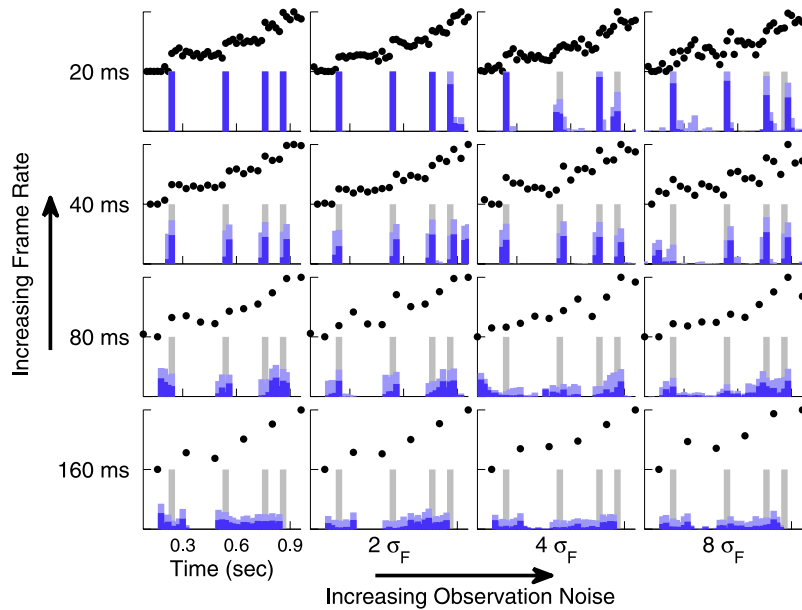 20 ms
40 ms
80 ms
160 ms
Increasing Frame Rate
0.3 0.6 0.9
Time (sec)
2 σF
4 σF
8 σF
Increasing Observation Noise